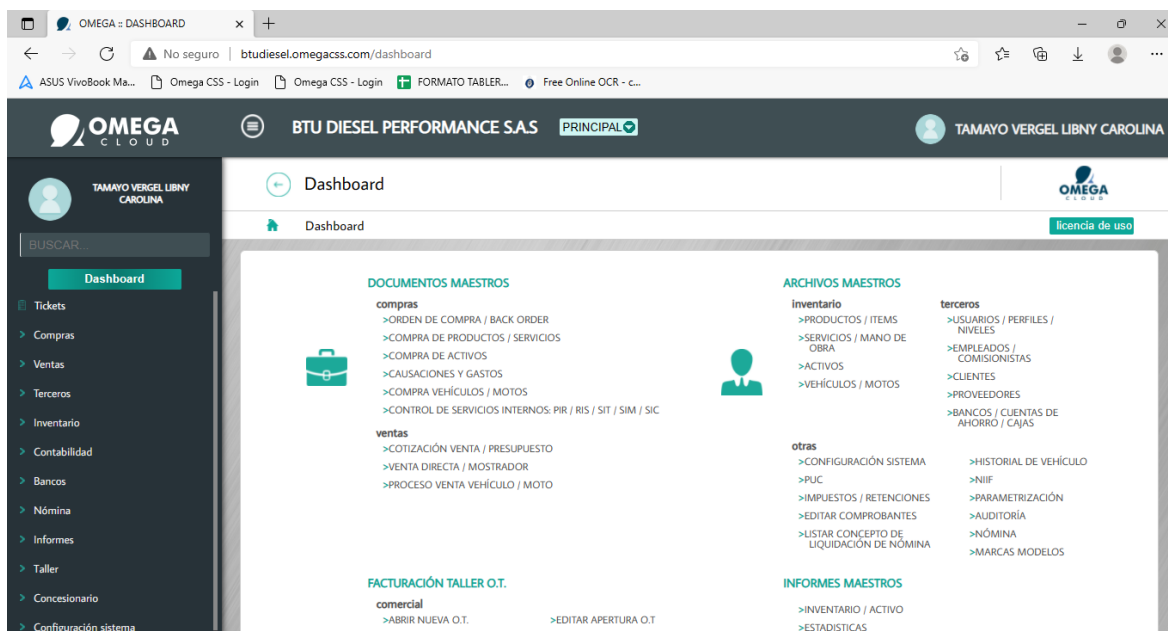 OMEGA :: DASHBOARD
No seguro | btudiesel.omegacss.com/dashboard
ASUS VivoBook Ma... Omega CSS - Login Omega CSS - Login FORMATO TABLER... Free Online OCR - c...
OMEGA
CLOUD
BTU DIESEL PERFORMANCE S.A.S PRINCIPAL
TAMAYO VERGEL LIBNY CAROLINA
TAMAYO VERGEL LIBNY
CAROLINA
BUSCAR...
Dashboard
Tickets
> Compras
> Ventas
> Terceros
> Inventario
> Contabilidad
> Bancos
> Nómina
> Informes
> Taller
> Concesionario
> Configuración sistema
Dashboard
OMEGA
CLOUD
Dashboard
licencia de uso
DOCUMENTOS MAESTROS
compras
>ORDEN DE COMPRA / BACK ORDER
>COMPRA DE PRODUCTOS / SERVICIOS
>COMPRA DE ACTIVOS
>CAUSACIONES Y GASTOS
>COMPRA VEHÍCULOS / MOTOS
>CONTROL DE SERVICIOS INTERNOS: PIR / RIS / SIT / SIM / SIC
ventas
>COTIZACIÓN VENTA / PRESUPUESTO
>VENTA DIRECTA / MOSTRADOR
>PROCESO VENTA VEHÍCULO / MOTO
ARCHIVOS MAESTROS
inventario
>PRODUCTOS / ITEMS
>SERVICIOS / MANO DE
OBRA
>ACTIVOS
>VEHÍCULOS / MOTOS
terceros
>USUARIOS / PERFILES /
NIVELES
>EMPLEADOS /
COMISIONISTAS
>CLIENTES
>PROVEEDORES
>BANCOS / CUENTAS DE
AHORRO / CAJAS
otras
>CONFIGURACIÓN SISTEMA
>PUC
>IMPUESTOS / RETENCIONES
>EDITAR COMPROBANTES
>LISTAR CONCEPTO DE
LIQUIDACIÓN DE NÓMINA
>HISTORIAL DE VEHÍCULO
>NIIF
>PARAMETRIZACIÓN
>AUDITORÍA
>NÓMINA
>MARCAS MODELOS
FACTURACIÓN TALLER O.T.
comercial
>ABRIR NUEVA O.T. >EDITAR APERTURA O.T
INFORMES MAESTROS
>INVENTARIO / ACTIVO
>ESTADISTICAS